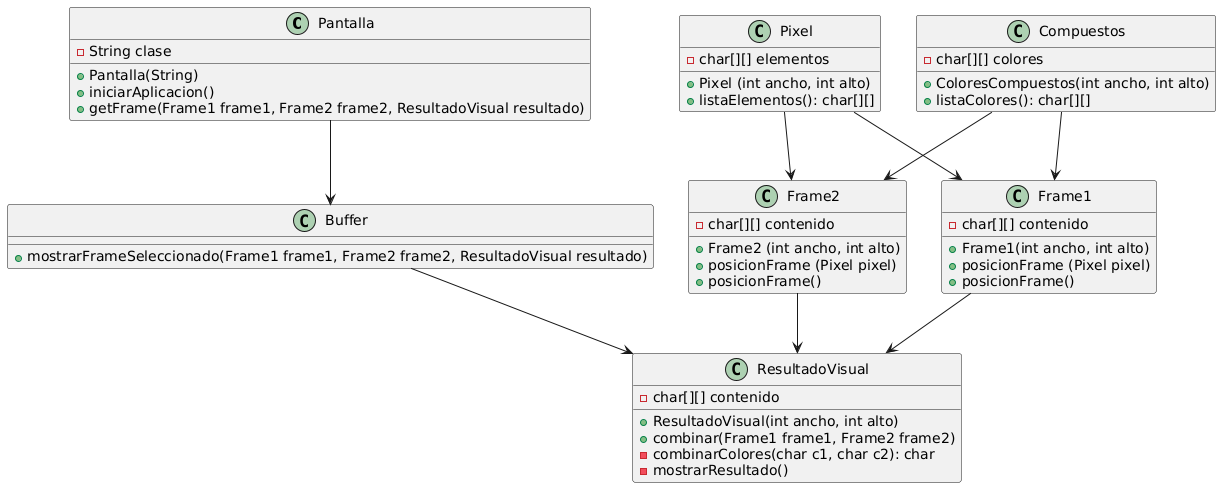 C Pantalla
String clase
Pantalla(String)
iniciarAplicacion()
getFrame(Frame1 frame1, Frame2 frame2, ResultadoVisual resultado)
C Pixel
char[][] elementos
Pixel (int ancho, int alto)
listaElementos(): char[][]
C Compuestos
char[][] colores
ColoresCompuestos(int ancho, int alto)
listaColores(): char[][]
C Buffer
mostrarFrameSeleccionado(Frame1 frame1, Frame2 frame2, ResultadoVisual resultado)
C Frame2
char[][] contenido
Frame2 (int ancho, int alto)
posicionFrame (Pixel pixel)
posicionFrame()
C Frame1
char[][] contenido
Frame1(int ancho, int alto)
posicionFrame (Pixel pixel)
posicionFrame()
C ResultadoVisual
char[][] contenido
ResultadoVisual(int ancho, int alto)
combinar(Frame1 frame1, Frame2 frame2)
combinarColores(char c1, char c2): char
mostrarResultado()